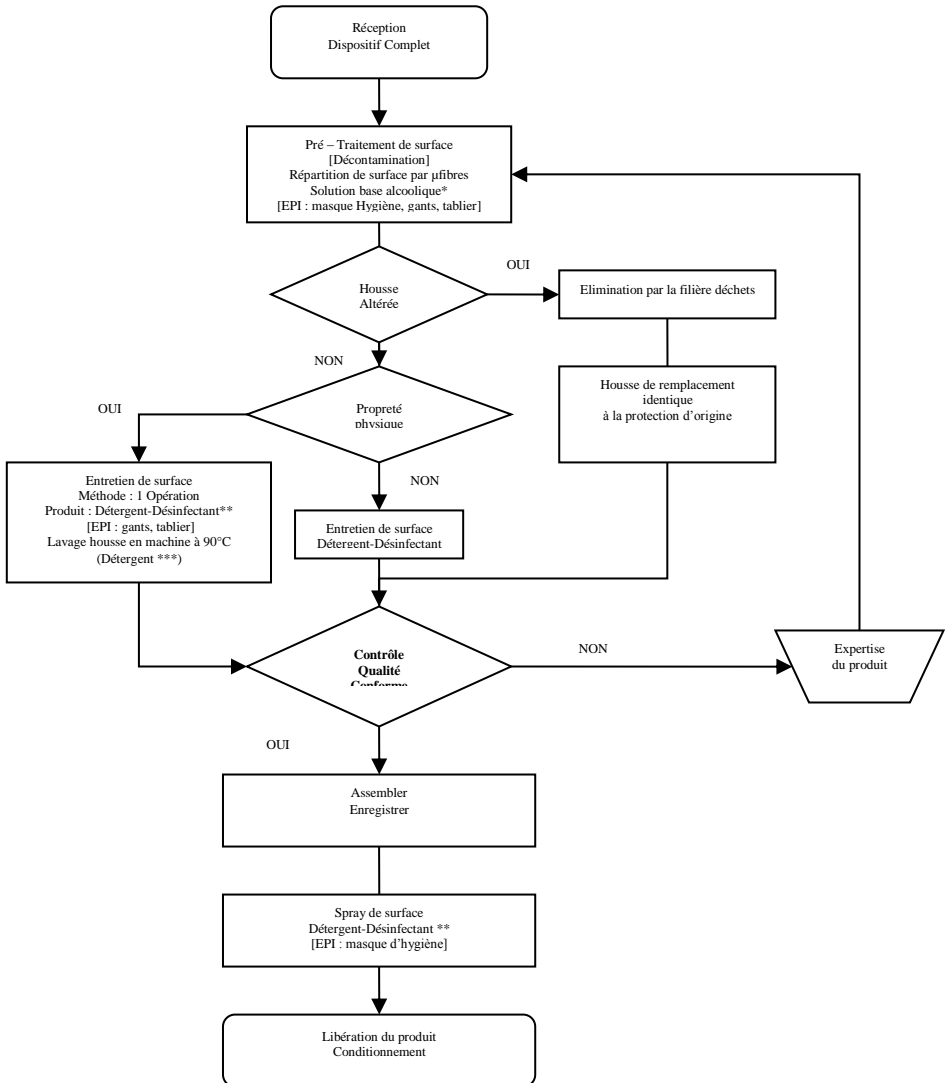 Réception
Dispositif Complet
Pré – Traitement de surface
[Décontamination]
Répartition de surface par µfibres
Solution base alcoolique*
[EPI : masque Hygiène, gants, tablier]
OUI
Housse
Altérée
Elimination par la filière déchets
NON
Housse de remplacement
identique
à la protection d’origine
OUI
Propreté
physique
NON
Entretien de surface
Méthode : 1 Opération
Produit : Détergent-Désinfectant**
[EPI : gants, tablier]
Lavage housse en machine à 90°C
(Détergent ***)
Entretien de surface
Détergent-Désinfectant
Contrôle
Qualité
Conforme
NON
Expertise
du produit
OUI
Assembler
Enregistrer
Spray de surface
Détergent-Désinfectant **
[EPI : masque d’hygiène]
Libération du produit
Conditionnement